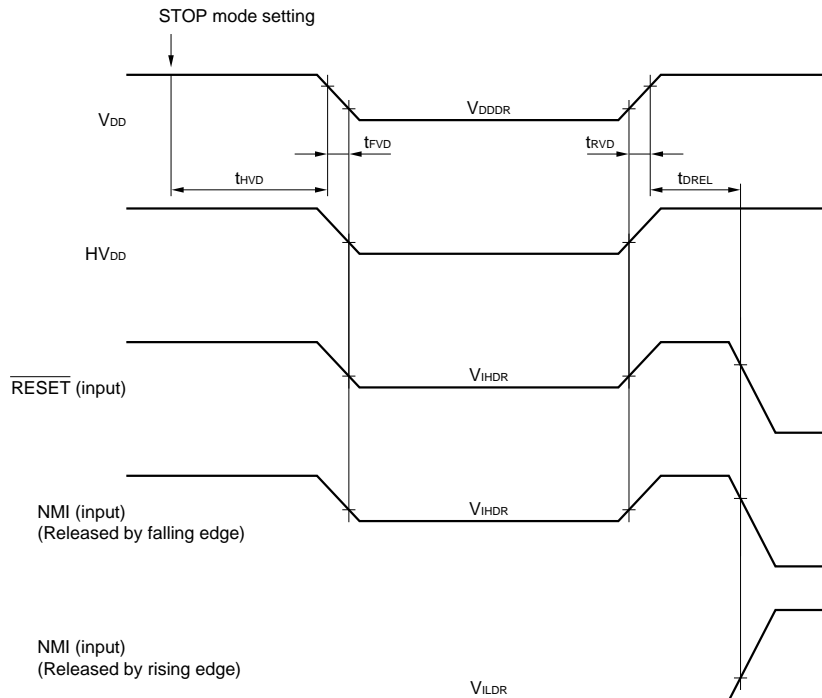 STOP mode setting
VDD
VDDDR
tFVD
tRVD
tHVD
tDREL
HVDD
RESET (input)
VIHDR
NMI (input)
(Released by falling edge)
VIHDR
NMI (input)
(Released by rising edge)
VILDR